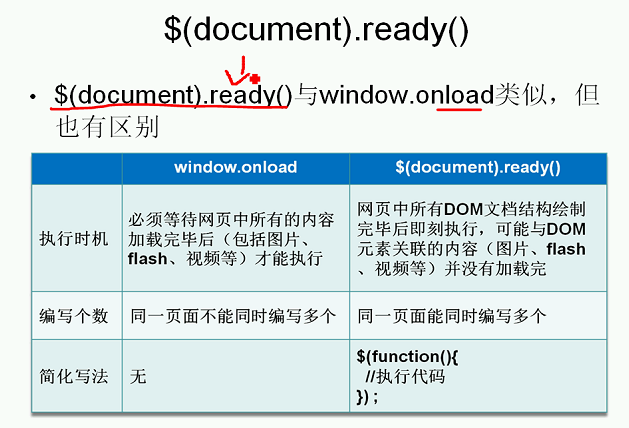 $(document).ready()
• $(document).ready()与window.onload类似，但
也有区别
window.onload $(document).ready()
执行时机
必须等待网页中所有的内容
加载完毕后（包括图片、
flash、视频等）才能执行
网页中所有DOM文档结构绘制
完毕后即刻执行，可能与DOM
元素关联的内容（图片、flash
、视频等）并没有加载完
编写个数 同一页面不能同时编写多个 同一页面能同时编写多个
简化写法 无
$(function(){
//执行代码
}) ;